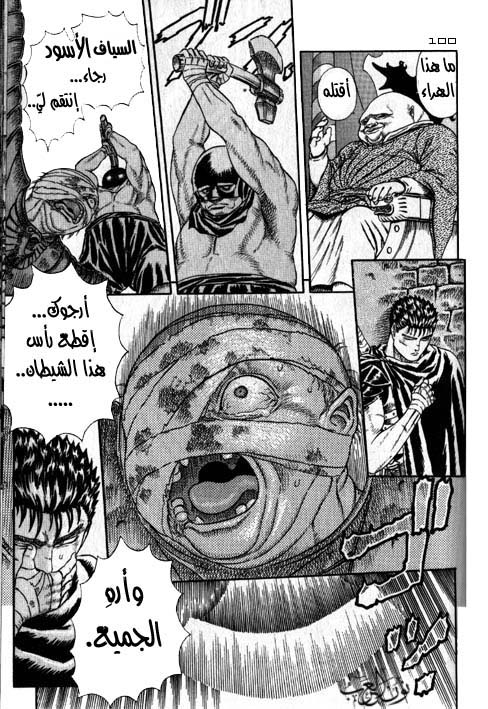 100
ما هذا
الهراء
أقتله
السياف الأسود
رجاء...
إنتقم لي..
أرجوك...
إقطع رأس
هذا الشيطان..
.....
وأرو
الجميع.